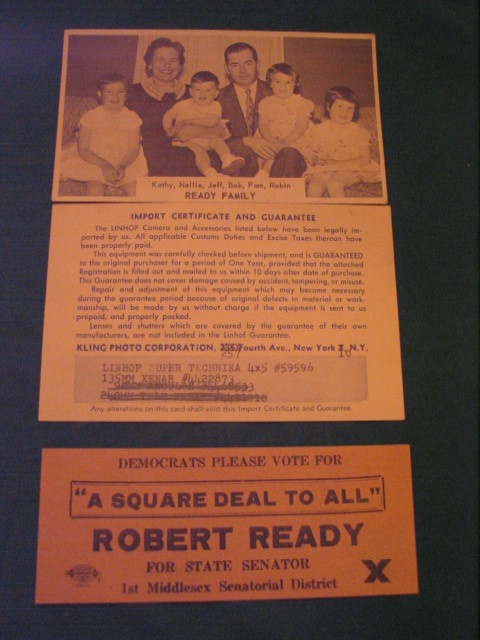 Kathy, Nellie, Jeff, Bob, Pam, Robin
READY FAMILY
IMPORT CERTIFICATE AND GUARANTEE
The LINHOF Camera and Accessories listed below have been legally im-
ported by us. All applicable Customs Duties and Excise Taxes thereon have
been properly paid.
This equipment was carefully checked before shipment, and is GUARANTEED
to the original purchaser for a period of One Year, provided that the attached
Registration is filled out and mailed to us within 10 days after date of purchase.
This Guarantee does not cover damage caused by accident, tampering, or misuse.
Repair and adjustment of this equipment which may become necessary
during the guarantee period because of original defects in material or work-
manship, will be made by us without charge if the equipment is sent to us
prepaid, and properly packed.
Lenses and shutters which are covered by the guarantee of their own
manufacturers, are not included in the Linhof Guarantee.
KLING PHOTO CORPORATION, Fourth Ave., New York N.Y.
257 10
LINHOF SUPER TECHNIKA 4x5 #59596
135MM XENAR #4422873
Any alterations on this card shall void this Import Certificate and Guarantee.
DEMOCRATS PLEASE VOTE FOR
"A SQUARE DEAL TO ALL"
ROBERT READY
FOR STATE SENATOR
1st Middlesex Senatorial District
X